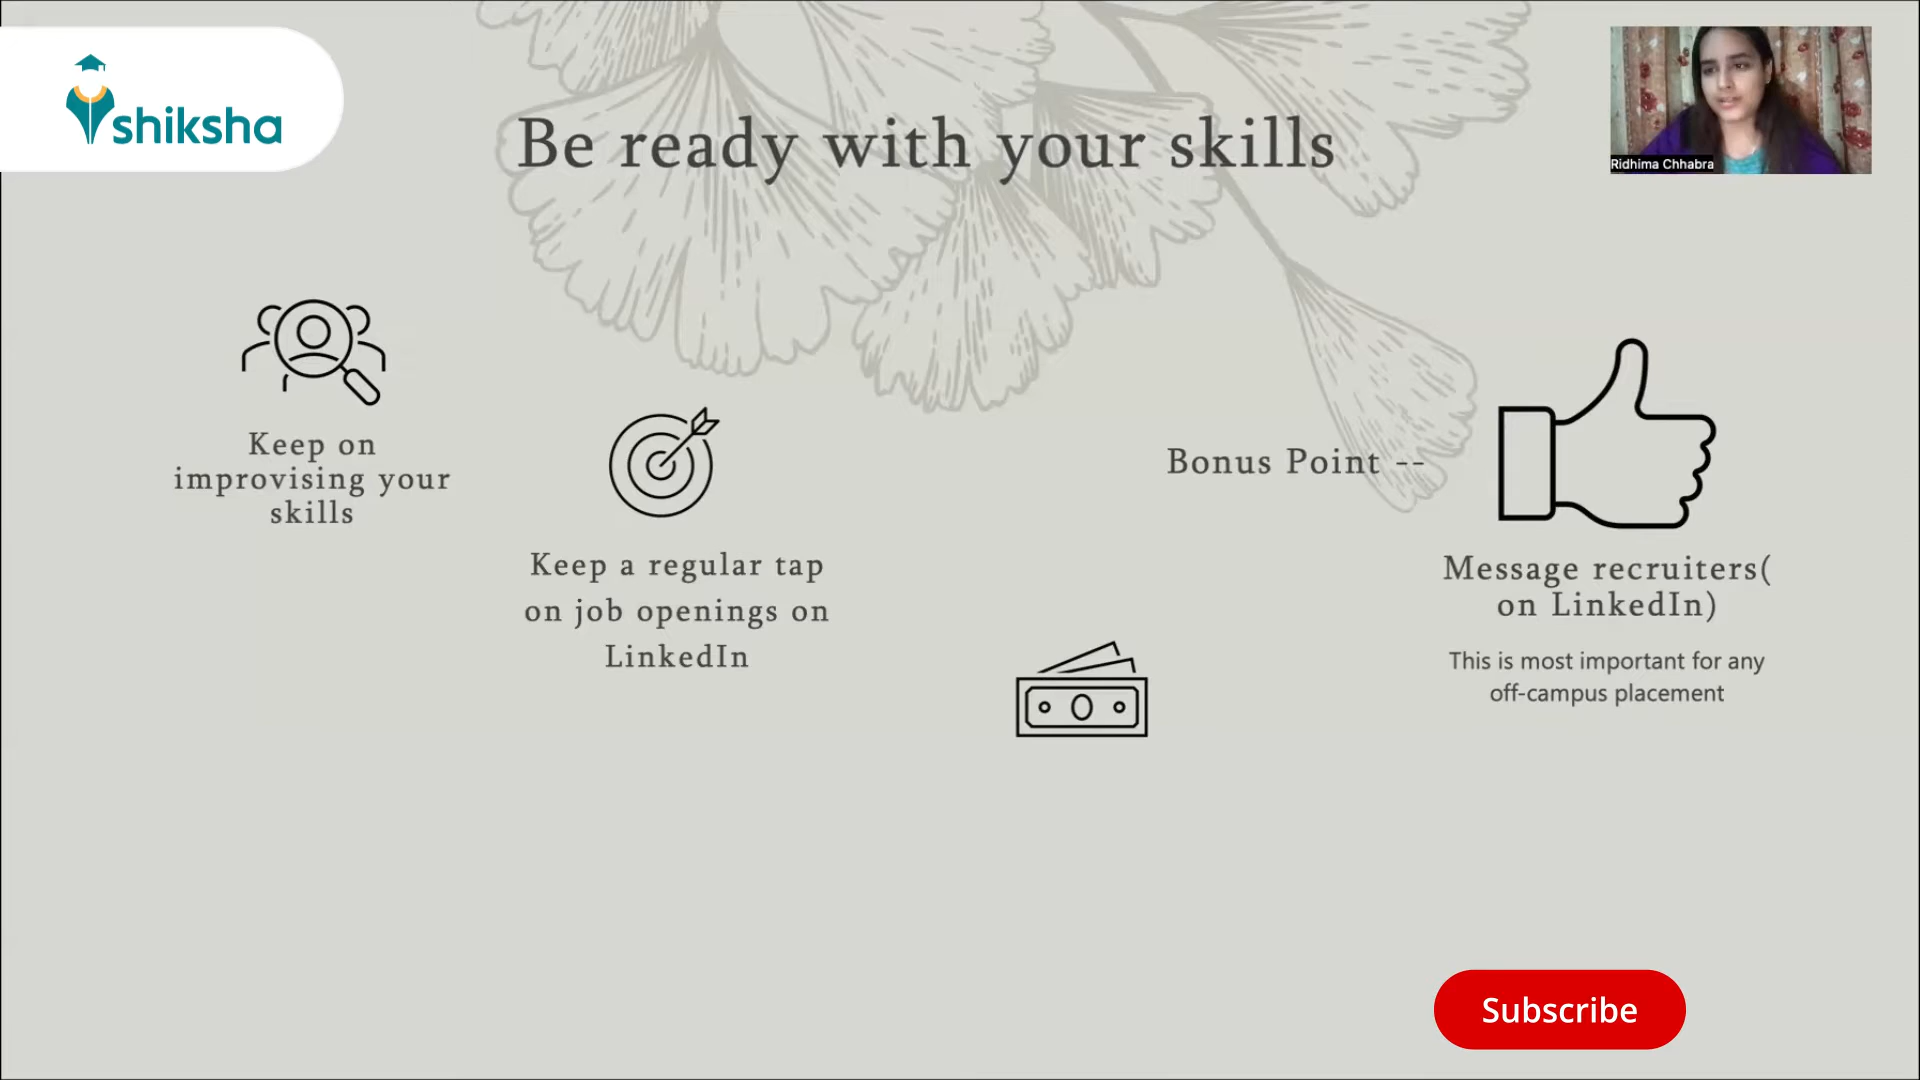 shiksha
Be ready with your skills
Ridhima Chhabra
Keep on
improvising your
skills
Keep a regular tap
on job openings on
LinkedIn
Bonus Point --
Message recruiters(
on LinkedIn)
This is most important for any
off-campus placement
Subscribe